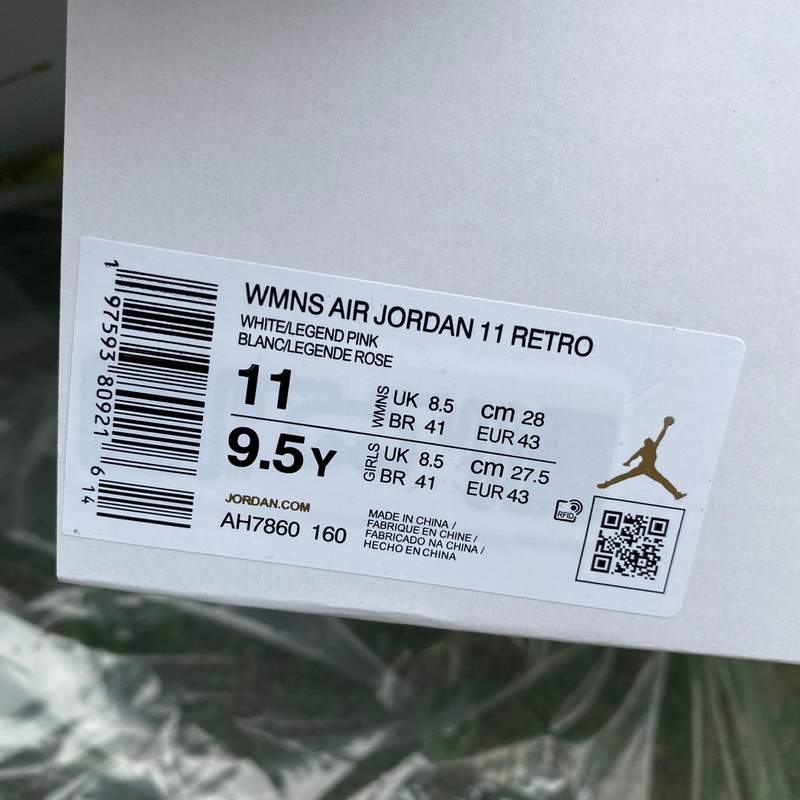 WMNS AIR JORDAN 11 RETRO
WHITE/LEGEND PINK
BLANC/LEGENDE ROSE
11
WMNS
UK 8.5
cm 28
BR 41
EUR 43
9.5Y
GIRLS
UK 8.5
cm 27.5
BR 41
EUR 43
JORDAN.COM
AH7860 160
MADE IN CHINA /
FABRIQUE EN CHINE /
FABRICADO NA CHINA /
HECHO EN CHINA
RFID
1 97593 80921 6 14